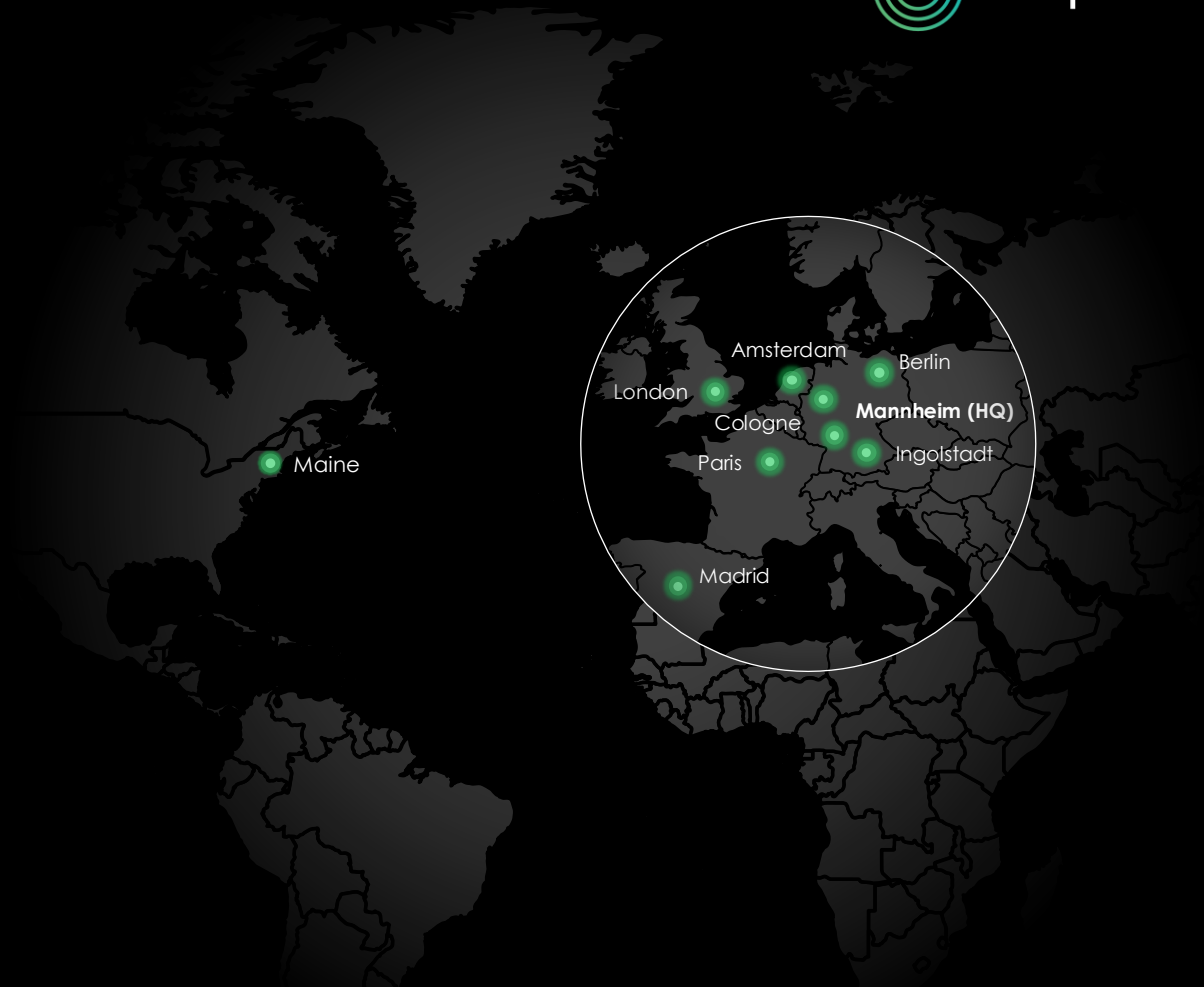 Amsterdam
Berlin
London
Mannheim (HQ)
Cologne
Ingolstadt
Paris
Maine
Madrid